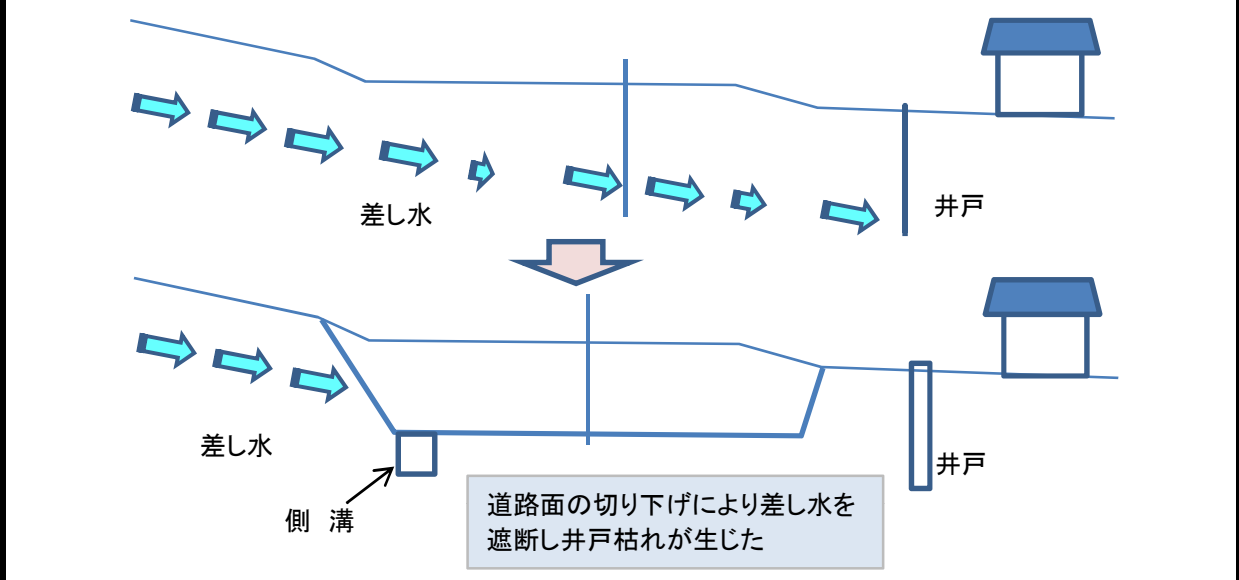 差し水
井戸
差し水
側　溝
井戸
道路面の切り下げにより差し水を
遮断し井戸枯れが生じた